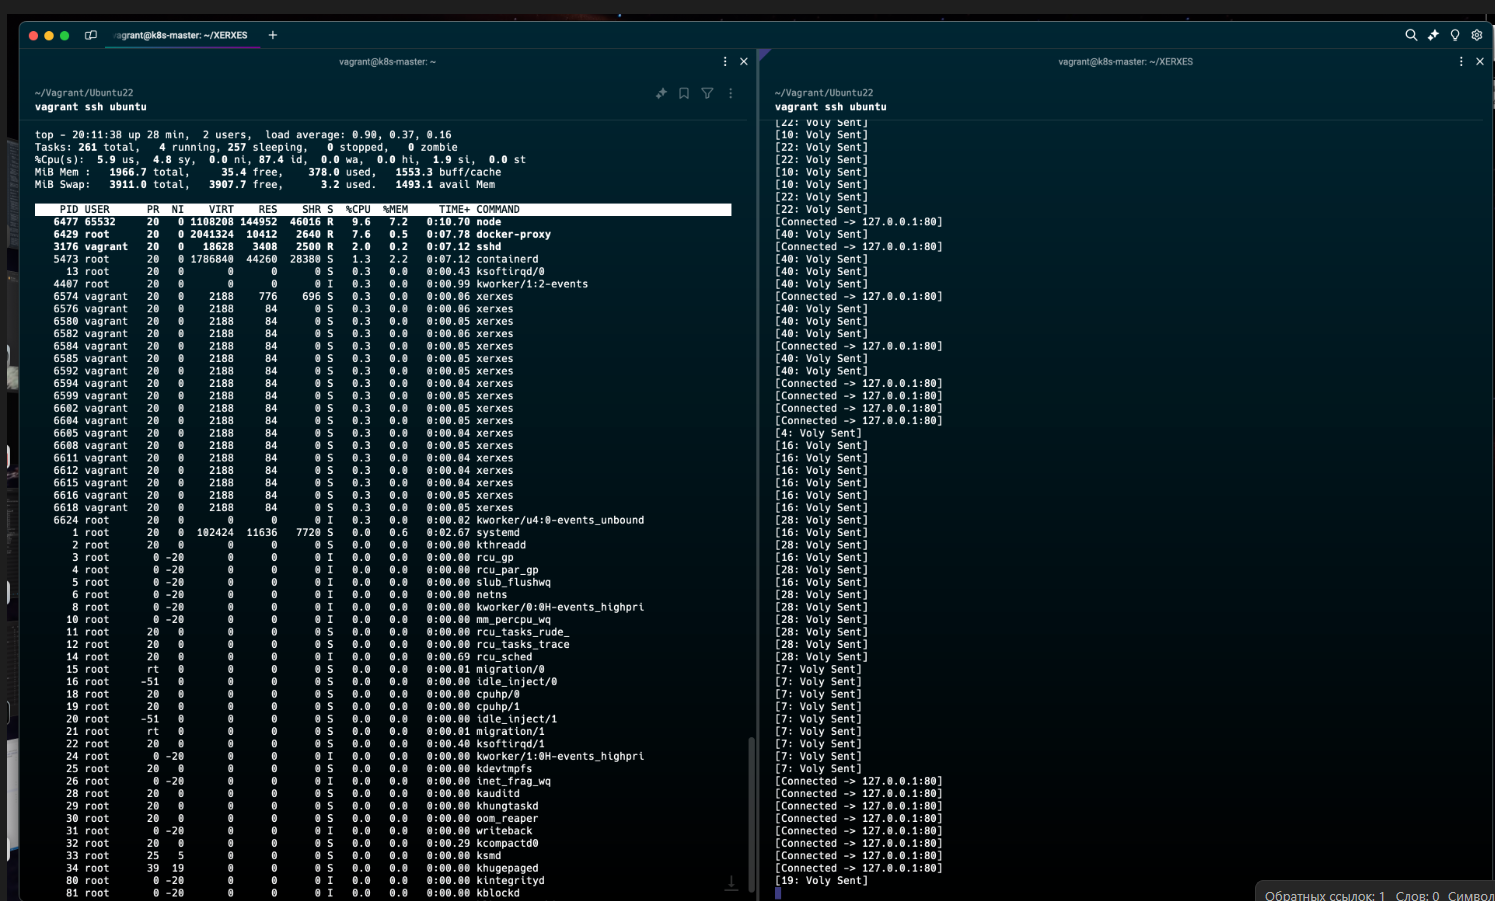 vagrant@k8s-master: ~/XERXES
vagrant@k8s-master: ~
~/Vagrant/Ubuntu22
vagrant ssh ubuntu
top - 20:11:38 up 28 min,  2 users,  load average: 0.90, 0.37, 0.16
Tasks: 261 total,   4 running, 257 sleeping,   0 stopped,   0 zombie
%Cpu(s):  5.9 us,  4.8 sy,  0.0 ni, 87.4 id,  0.0 wa,  0.0 hi,  1.9 si,  0.0 st
MiB Mem :   1966.7 total,     35.4 free,    378.0 used,   1553.3 buff/cache
MiB Swap:   3911.0 total,   3907.7 free,      3.2 used.   1493.1 avail Mem
PID USER PR NI VIRT RES SHR S %CPU %MEM TIME+ COMMAND
6477 65532 20 0 1108208 144952 46016 R 9.6 7.2 0:10.70 node
6429 root 20 0 2041324 10412 2640 R 7.6 0.5 0:07.78 docker-proxy
3176 vagrant 20 0 18628 3408 2500 R 2.0 0.2 0:07.12 sshd
5473 root 20 0 1786840 44260 28380 S 1.3 2.2 0:07.12 containerd
13 root 20 0 0 0 0 S 0.3 0.0 0:00.43 ksoftirqd/0
4407 root 20 0 0 0 0 I 0.3 0.0 0:00.99 kworker/1:2-events
6574 vagrant 20 0 2188 776 696 S 0.3 0.0 0:00.06 xerxes
6576 vagrant 20 0 2188 84 0 S 0.3 0.0 0:00.06 xerxes
6580 vagrant 20 0 2188 84 0 S 0.3 0.0 0:00.05 xerxes
6582 vagrant 20 0 2188 84 0 S 0.3 0.0 0:00.06 xerxes
6584 vagrant 20 0 2188 84 0 S 0.3 0.0 0:00.05 xerxes
6585 vagrant 20 0 2188 84 0 S 0.3 0.0 0:00.05 xerxes
6592 vagrant 20 0 2188 84 0 S 0.3 0.0 0:00.05 xerxes
6594 vagrant 20 0 2188 84 0 S 0.3 0.0 0:00.04 xerxes
6599 vagrant 20 0 2188 84 0 S 0.3 0.0 0:00.05 xerxes
6602 vagrant 20 0 2188 84 0 S 0.3 0.0 0:00.05 xerxes
6604 vagrant 20 0 2188 84 0 S 0.3 0.0 0:00.05 xerxes
6605 vagrant 20 0 2188 84 0 S 0.3 0.0 0:00.04 xerxes
6608 vagrant 20 0 2188 84 0 S 0.3 0.0 0:00.05 xerxes
6611 vagrant 20 0 2188 84 0 S 0.3 0.0 0:00.04 xerxes
6612 vagrant 20 0 2188 84 0 S 0.3 0.0 0:00.04 xerxes
6615 vagrant 20 0 2188 84 0 S 0.3 0.0 0:00.04 xerxes
6616 vagrant 20 0 2188 84 0 S 0.3 0.0 0:00.05 xerxes
6618 vagrant 20 0 2188 84 0 S 0.3 0.0 0:00.05 xerxes
6624 root 20 0 0 0 0 I 0.3 0.0 0:00.02 kworker/u4:0-events_unbound
1 root 20 0 102424 11636 7720 S 0.0 0.6 0:02.67 systemd
2 root 20 0 0 0 0 S 0.0 0.0 0:00.00 kthreadd
3 root 0 -20 0 0 0 I 0.0 0.0 0:00.00 rcu_gp
4 root 0 -20 0 0 0 I 0.0 0.0 0:00.00 rcu_par_gp
5 root 0 -20 0 0 0 I 0.0 0.0 0:00.00 slub_flushwq
6 root 0 -20 0 0 0 I 0.0 0.0 0:00.00 netns
8 root 0 -20 0 0 0 I 0.0 0.0 0:00.00 kworker/0:0H-events_highpri
10 root 0 -20 0 0 0 I 0.0 0.0 0:00.00 mm_percpu_wq
11 root 20 0 0 0 0 S 0.0 0.0 0:00.00 rcu_tasks_rude_
12 root 20 0 0 0 0 S 0.0 0.0 0:00.00 rcu_tasks_trace
14 root 20 0 0 0 0 I 0.0 0.0 0:00.69 rcu_sched
15 root rt 0 0 0 0 S 0.0 0.0 0:00.01 migration/0
16 root -51 0 0 0 0 S 0.0 0.0 0:00.00 idle_inject/0
18 root 20 0 0 0 0 S 0.0 0.0 0:00.00 cpuhp/0
19 root 20 0 0 0 0 S 0.0 0.0 0:00.00 cpuhp/1
20 root -51 0 0 0 0 S 0.0 0.0 0:00.00 idle_inject/1
21 root rt 0 0 0 0 S 0.0 0.0 0:00.01 migration/1
22 root 20 0 0 0 0 S 0.0 0.0 0:00.40 ksoftirqd/1
24 root 0 -20 0 0 0 I 0.0 0.0 0:00.00 kworker/1:0H-events_highpri
25 root 20 0 0 0 0 S 0.0 0.0 0:00.00 kdevtmpfs
26 root 0 -20 0 0 0 I 0.0 0.0 0:00.00 inet_frag_wq
28 root 20 0 0 0 0 S 0.0 0.0 0:00.00 kauditd
29 root 20 0 0 0 0 S 0.0 0.0 0:00.00 khungtaskd
30 root 20 0 0 0 0 S 0.0 0.0 0:00.00 oom_reaper
31 root 0 -20 0 0 0 I 0.0 0.0 0:00.00 writeback
32 root 20 0 0 0 0 S 0.0 0.0 0:00.29 kcompactd0
33 root 25 5 0 0 0 S 0.0 0.0 0:00.00 ksmd
34 root 39 19 0 0 0 S 0.0 0.0 0:00.00 khugepaged
80 root 0 -20 0 0 0 I 0.0 0.0 0:00.00 kintegrityd
81 root 0 -20 0 0 0 I 0.0 0.0 0:00.00 kblockd
vagrant@k8s-master: ~/XERXES
~/Vagrant/Ubuntu22
vagrant ssh ubuntu
[22: Voly Sent]
[10: Voly Sent]
[22: Voly Sent]
[22: Voly Sent]
[10: Voly Sent]
[10: Voly Sent]
[22: Voly Sent]
[22: Voly Sent]
[Connected -> 127.0.0.1:80]
[40: Voly Sent]
[Connected -> 127.0.0.1:80]
[40: Voly Sent]
[40: Voly Sent]
[40: Voly Sent]
[Connected -> 127.0.0.1:80]
[40: Voly Sent]
[40: Voly Sent]
[40: Voly Sent]
[Connected -> 127.0.0.1:80]
[40: Voly Sent]
[40: Voly Sent]
[Connected -> 127.0.0.1:80]
[Connected -> 127.0.0.1:80]
[Connected -> 127.0.0.1:80]
[Connected -> 127.0.0.1:80]
[4: Voly Sent]
[16: Voly Sent]
[16: Voly Sent]
[16: Voly Sent]
[16: Voly Sent]
[16: Voly Sent]
[16: Voly Sent]
[28: Voly Sent]
[16: Voly Sent]
[28: Voly Sent]
[16: Voly Sent]
[28: Voly Sent]
[16: Voly Sent]
[28: Voly Sent]
[28: Voly Sent]
[28: Voly Sent]
[28: Voly Sent]
[28: Voly Sent]
[28: Voly Sent]
[7: Voly Sent]
[7: Voly Sent]
[7: Voly Sent]
[7: Voly Sent]
[7: Voly Sent]
[7: Voly Sent]
[7: Voly Sent]
[7: Voly Sent]
[7: Voly Sent]
[Connected -> 127.0.0.1:80]
[Connected -> 127.0.0.1:80]
[Connected -> 127.0.0.1:80]
[Connected -> 127.0.0.1:80]
[Connected -> 127.0.0.1:80]
[Connected -> 127.0.0.1:80]
[Connected -> 127.0.0.1:80]
[Connected -> 127.0.0.1:80]
[19: Voly Sent]
Обратных ссылок: 1 Слов: 0 Символ